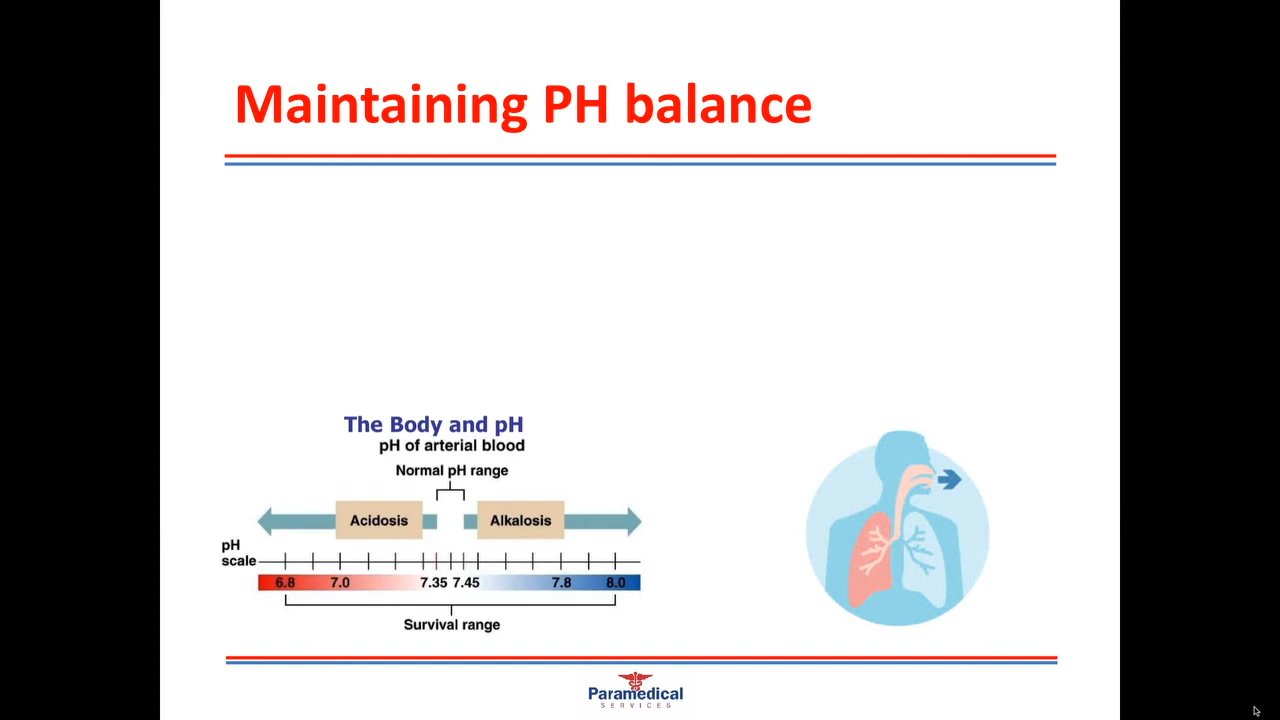 Maintaining PH balance
The Body and pH
pH of arterial blood
Normal pH range
Acidosis Alkalosis
pH
scale
6.8 7.0 7.35 7.45 7.8 8.0
Survival range
Paramedical
SERVICES